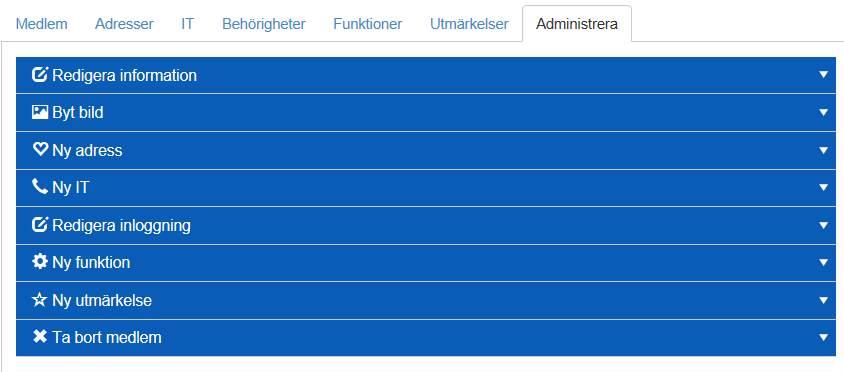 Medlem Adresser IT Behörigheter Funktioner Utmärkelser Administrera
Redigera information
Byt bild
Ny adress
Ny IT
Redigera inloggning
Ny funktion
Ny utmärkelse
Ta bort medlem